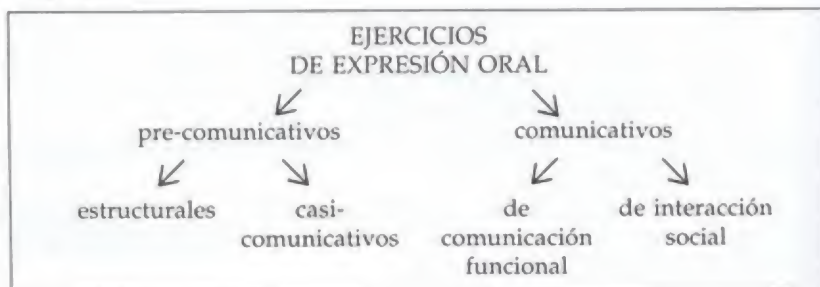 EJERCICIOS
DE EXPRESIÓN ORAL
pre-comunicativos comunicativos
estructurales casi- de de interacción
comunicativos comunicación social
funcional